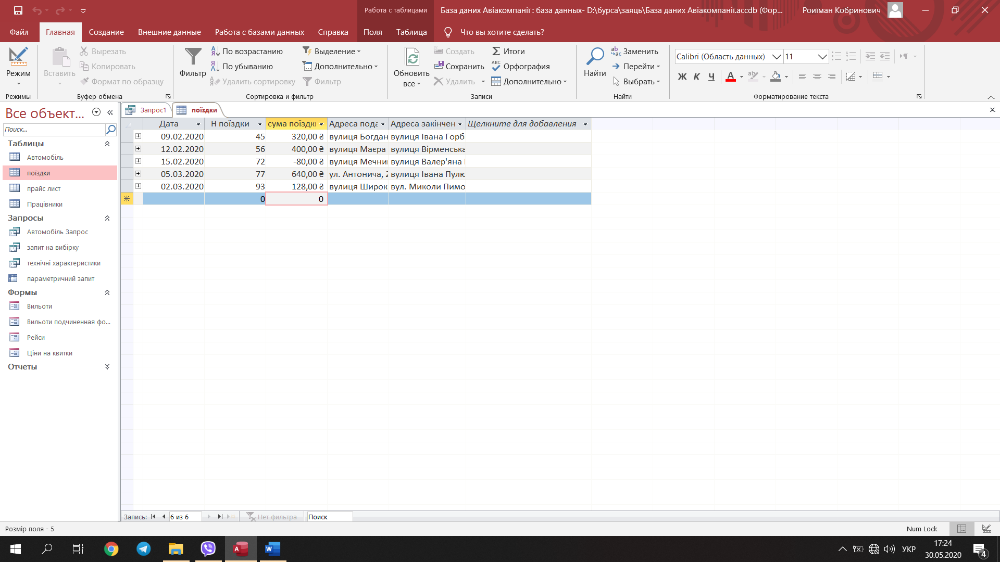 Работа с таблицами
База даних Авіакомпанії : база данных- D:\бурса\заяць\База даних Авіакомпанії.accdb (Фор...
Роиїман Кобринович
Файл
Главная
Создание
Внешние данные
Работа с базами данных
Справка
Поля
Таблица
Что вы хотите сделать?
Режим
Режимы
Вставить
Вырезать
Копировать
Формат по образцу
Буфер обмена
Фильтр
По возрастанию
По убыванию
Удалить сортировку
Выделение
Дополнительно
Фильтр
Сортировка и фильтр
Обновить все
Создать
Сохранить
Удалить
Итоги
Орфография
Дополнительно
Записи
Найти
Заменить
Перейти
Выбрать
Найти
Calibri (Область данных)
11
Ж К Ч
Форматирование текста
Все объект...
Поиск...
Таблицы
Автомобіль
поїздки
прайс лист
Працівники
Запросы
Автомобіль Запрос
запит на вибірку
технічні характеристики
параметричний запит
Формы
Вильоти
Вильоти подчиненная фо...
Рейси
Ціни на квитки
Отчеты
Запрос1
поїздки
Дата Н поїздки сума поїздки Адреса пода Адреса закінчен Щелкните для добавления
09.02.2020 45 320,00 ₴ вулиця Богдан вулиця Івана Горб
12.02.2020 56 400,00 ₴ вулиця Маєра вулиця Вірменська
15.02.2020 72 -80,00 ₴ вулиця Мечни вулиця Валер'яна
05.03.2020 77 640,00 ₴ ул. Антонича, 2 вулиця Івана Пулю
02.03.2020 93 128,00 ₴ вулиця Широк вул. Миколи Пимо
0 0
Запись: 6 из 6 Нет фильтра Поиск
Розмір поля - 5
Num Lock
УКР
17:24
30.05.2020
4